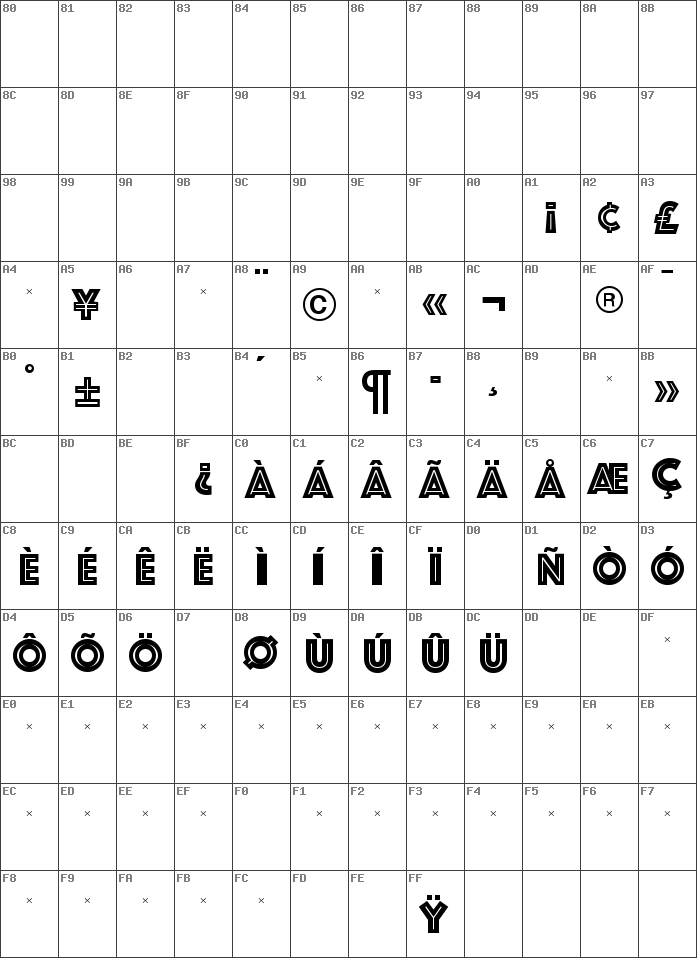 80 81 82 83 84 85 86 87 88 89 8A 8B
8C 8D 8E 8F 90 91 92 93 94 95 96 97
98 99 9A 9B 9C 9D 9E 9F A0 A1 A2 A3
¡ ¢ £
A4 A5 A6 A7 A8 A9 AA AB AC AD AE AF
× ¥ × ¨ © × « ¬ ® ¯
B0 B1 B2 B3 B4 B5 B6 B7 B8 B9 BA BB
° ± ´ × ¶ · ¸ × »
BC BD BE BF C0 C1 C2 C3 C4 C5 C6 C7
¿ À Á Â Ã Ä Å Æ Ç
C8 C9 CA CB CC CD CE CF D0 D1 D2 D3
È É Ê Ë Ì Í Î Ï Ñ Ò Ó
D4 D5 D6 D7 D8 D9 DA DB DC DD DE DF
Ô Õ Ö Ø Ù Ú Û Ü ×
E0 E1 E2 E3 E4 E5 E6 E7 E8 E9 EA EB
× × × × × × × × × × × ×
EC ED EE EF F0 F1 F2 F3 F4 F5 F6 F7
× × × × × × × × × × ×
F8 F9 FA FB FC FD FE FF
× × × × × Ÿ